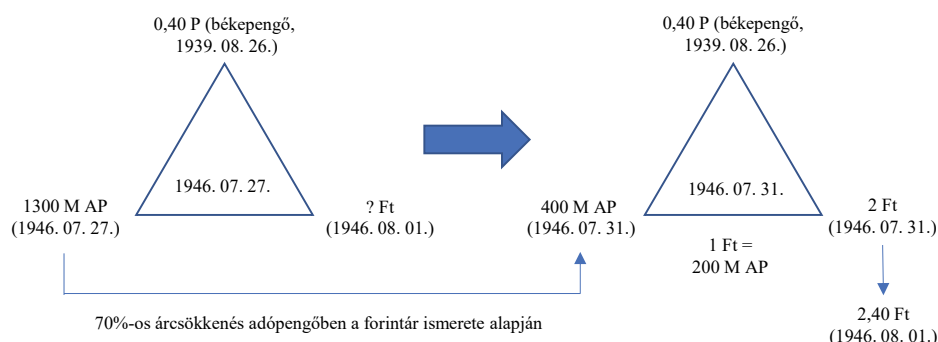 0,40 P (békepengő,
1939. 08. 26.)
1946. 07. 27.
1300 M AP
(1946. 07. 27.)
? Ft
(1946. 08. 01.)
0,40 P (békepengő,
1939. 08. 26.)
1946. 07. 31.
400 M AP
(1946. 07. 31.)
2 Ft
(1946. 07. 31.)
1 Ft =
200 M AP
2,40 Ft
(1946. 08. 01.)
70%-os árcsökkenés adópengőben a forintár ismerete alapján